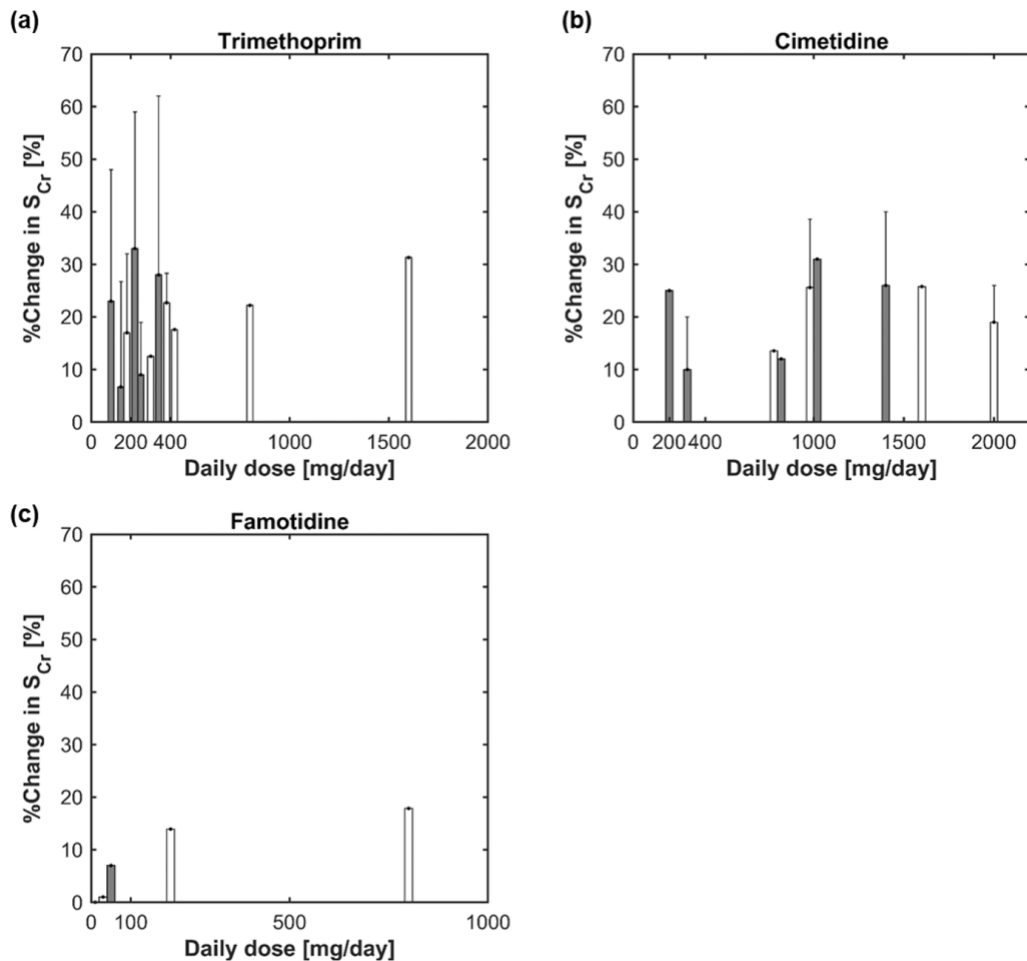 (a)
Trimethoprim
%Change in S_Cr [%]
70
60
50
40
30
20
10
0
0 200 400 1000 1500 2000
Daily dose [mg/day]
(b)
Cimetidine
%Change in S_Cr [%]
70
60
50
40
30
20
10
0
0 200 400 1000 1500 2000
Daily dose [mg/day]
(c)
Famotidine
%Change in S_Cr [%]
70
60
50
40
30
20
10
0
0 100 500 1000
Daily dose [mg/day]